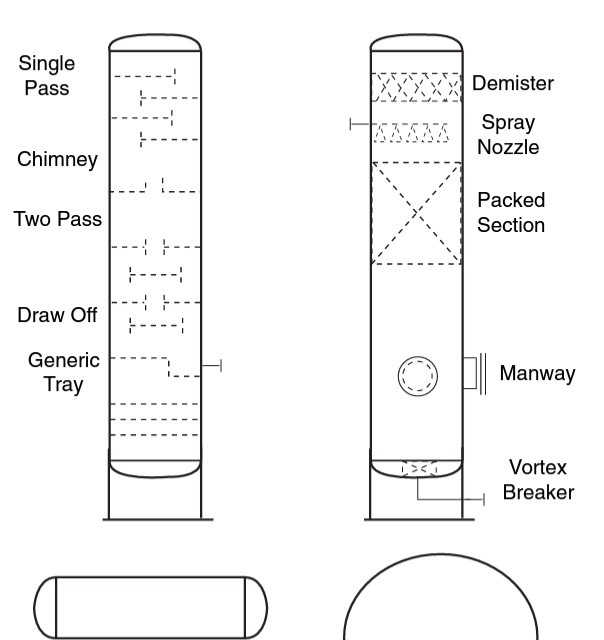 Single
Pass
Chimney
Two Pass
Draw Off
Generic
Tray
Demister
Spray
Nozzle
Packed
Section
Manway
Vortex
Breaker